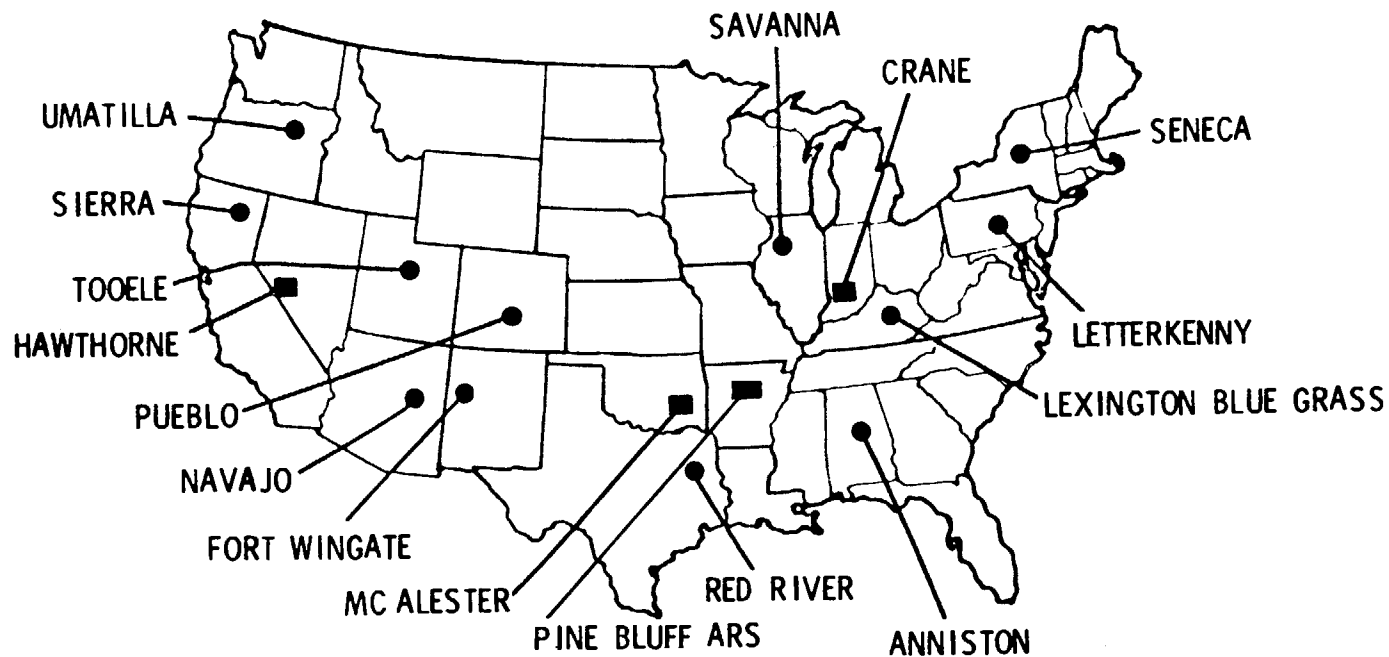 SAVANNA
CRANE
UMATILLA
SENECA
SIERRA
TOOELE
HAWTHORNE
LETTERKENNY
PUEBLO
LEXINGTON BLUE GRASS
NAVAJO
FORT WINGATE
MC ALESTER
RED RIVER
PINE BLUFF ARS
ANNISTON